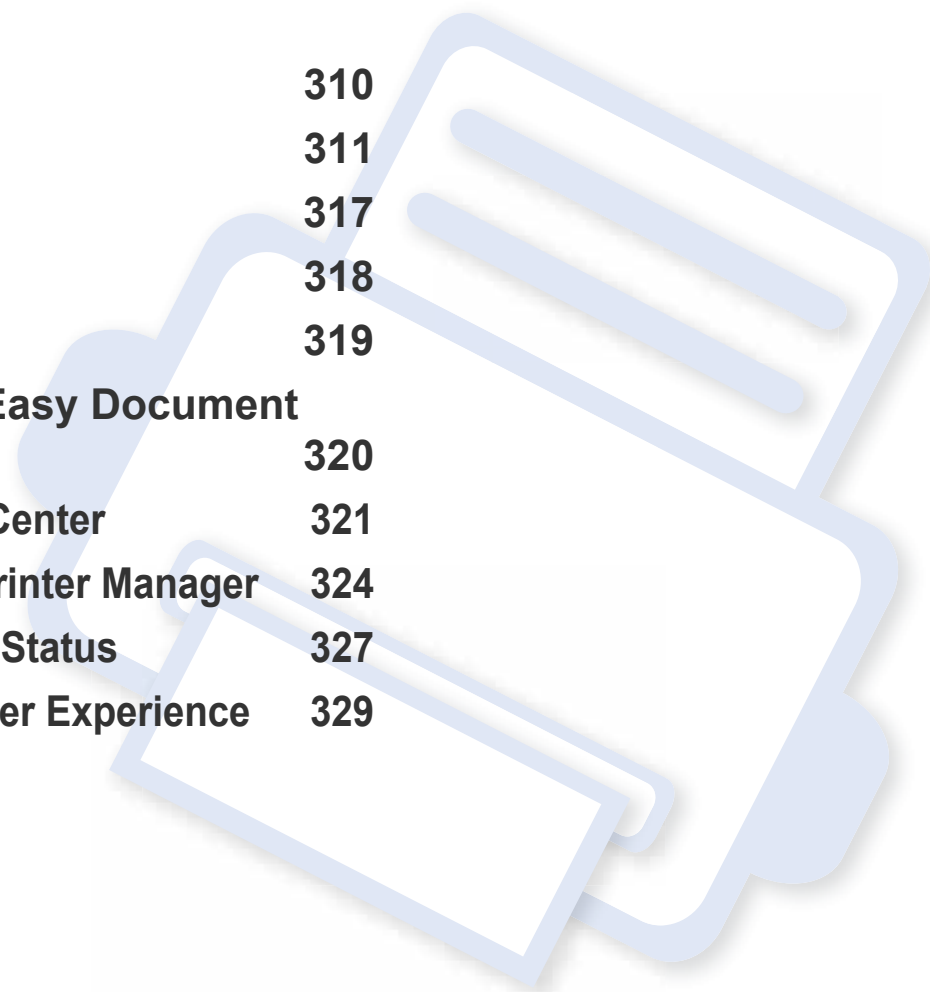 310
311
317
318
319
Easy Document
320
Center 321
rinter Manager 324
Status 327
er Experience 329